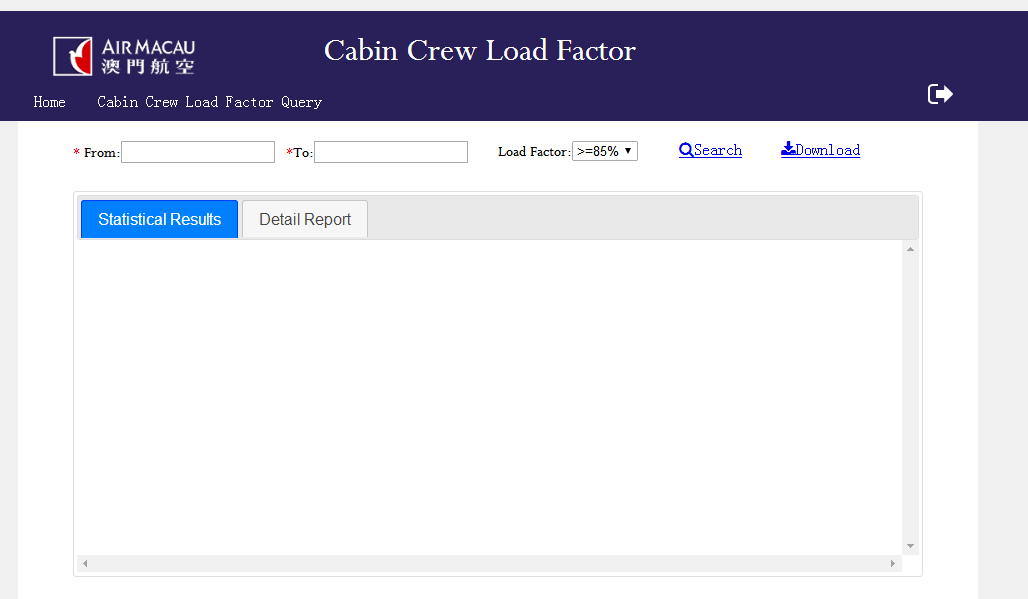 AIR MACAU
澳門航空
Cabin Crew Load Factor
Home Cabin Crew Load Factor Query
* From: *To: Load Factor: >=85% Search Download
Statistical Results Detail Report